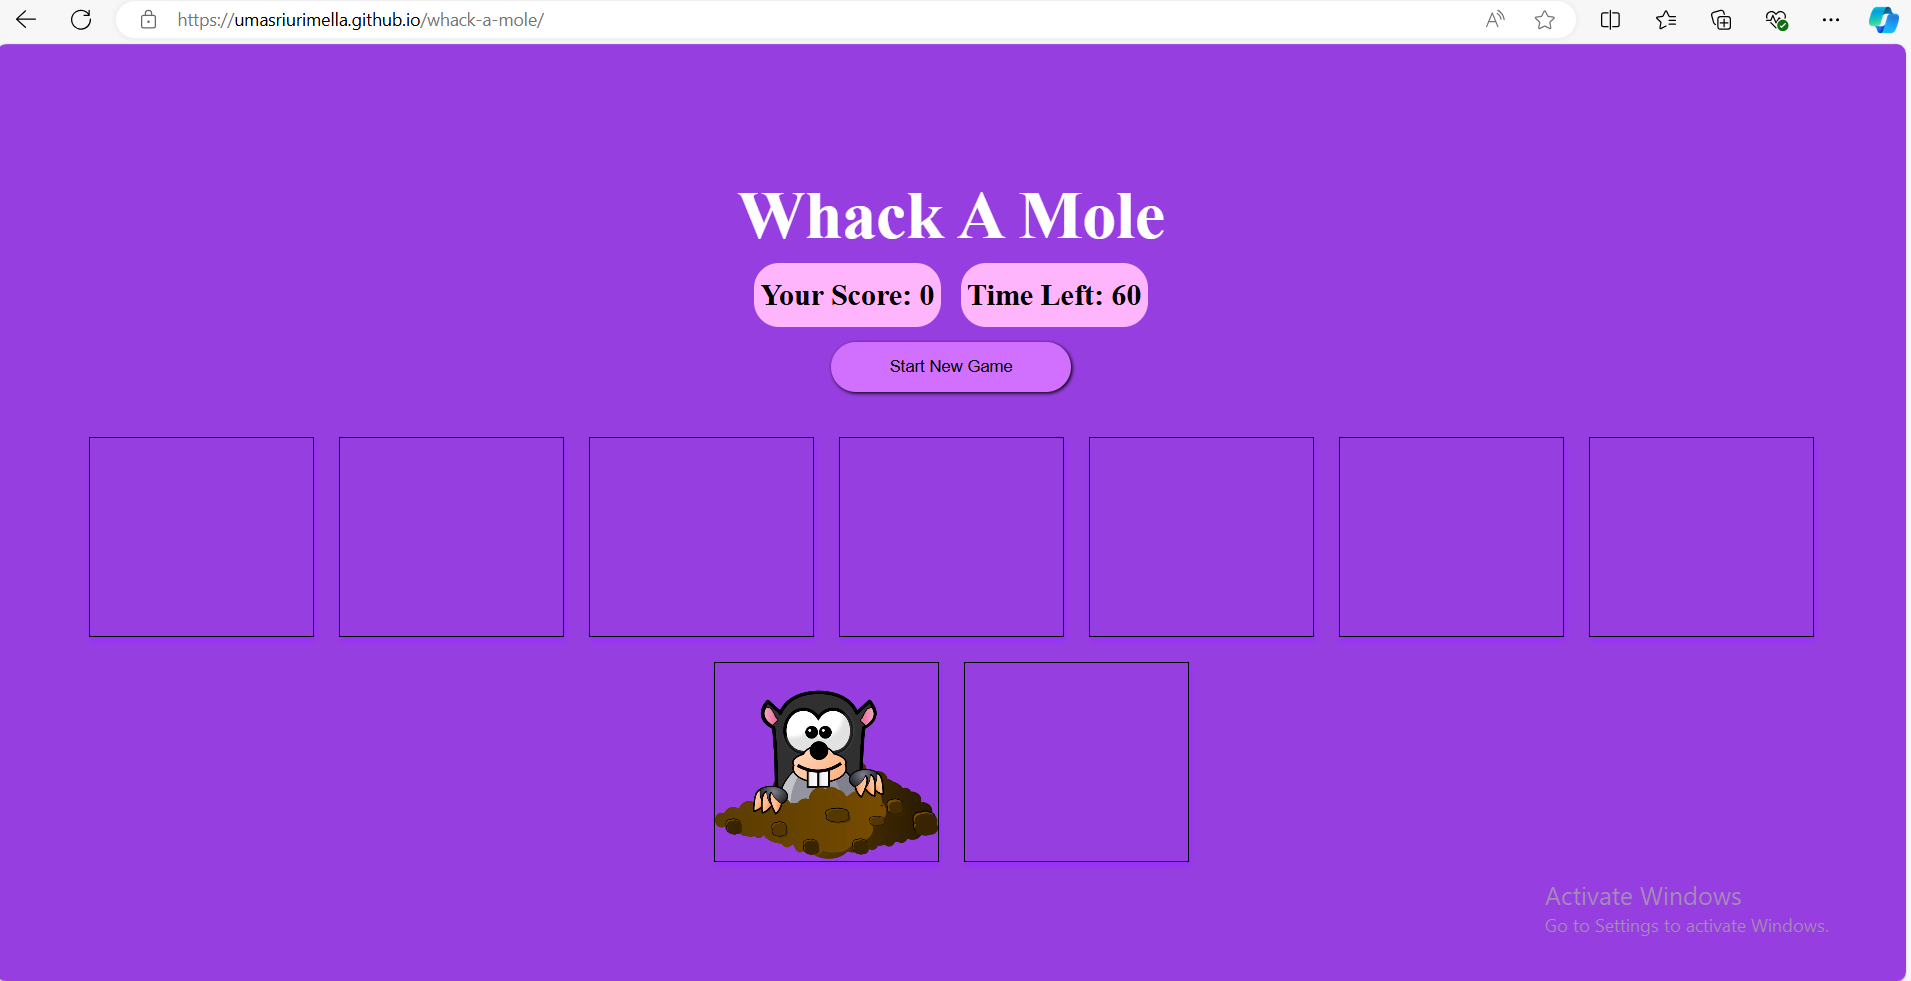 https://umasriurimella.github.io/whack-a-mole/
Whack A Mole
Your Score: 0
Time Left: 60
Start New Game
Activate Windows
Go to Settings to activate Windows.